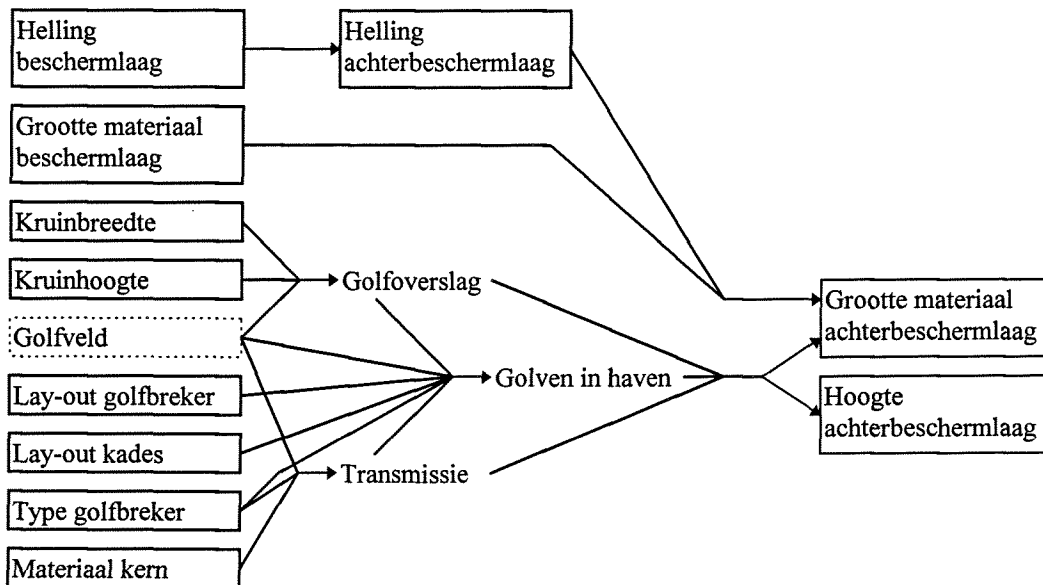 Helling
beschermlaag
Helling
achterbeschermlaag
Grootte materiaal
beschermlaag
Kruinbreedte
Kruinhoogte
Golfoverslag
Grootte materiaal
achterbeschermlaag
Golfveld
Golven in haven
Lay-out golfbreker
Hoogte
achterbeschermlaag
Lay-out kades
Transmissie
Type golfbreker
Materiaal kern